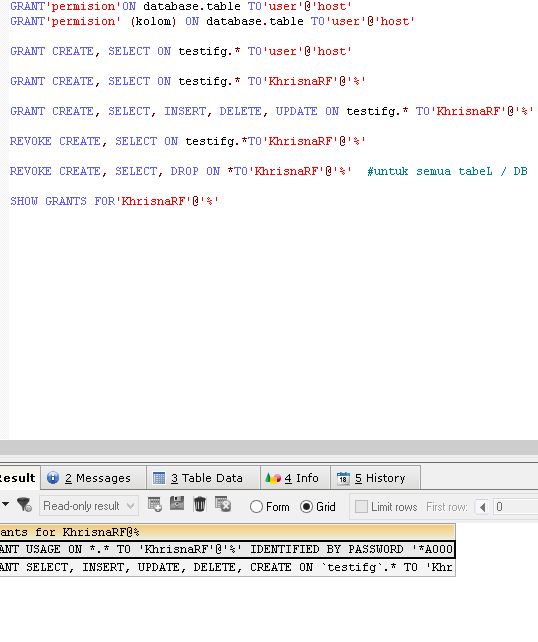 GRANT'permision'ON database.table TO'user'@'host'
GRANT'permision' (kolom) ON database.table TO'user'@'host'
GRANT CREATE, SELECT ON testifg.* TO'user'@'host'
GRANT CREATE, SELECT ON testifg.* TO'KhrisnaRF'@'%'
GRANT CREATE, SELECT, INSERT, DELETE, UPDATE ON testifg.* TO'KhrisnaRF'@'%'
REVOKE CREATE, SELECT ON testifg.*TO'KhrisnaRF'@'%'
REVOKE CREATE, SELECT, DROP ON *TO'KhrisnaRF'@'%' #untuk semua tabeL / DB
SHOW GRANTS FOR'KhrisnaRF'@'%'
esult 2 Messages 3 Table Data 4 Info 5 History
Read-only result Form Grid Limit rows First row: 0
ants for KhrisnaRF@%
ANT USAGE ON *.* TO 'KhrisnaRF'@'%' IDENTIFIED BY PASSWORD '*A000
ANT SELECT, INSERT, UPDATE, DELETE, CREATE ON `testifg`.* TO 'Khr